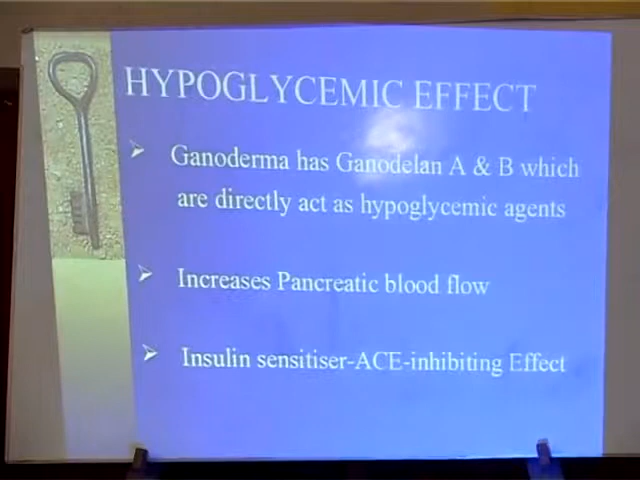 HYPOGLYCEMIC EFFECT
Ganoderma has Ganodelan A & B which
are directly act as hypoglycemic agents
Increases Pancreatic blood flow
Insulin sensitiser-ACE-inhibiting Effect